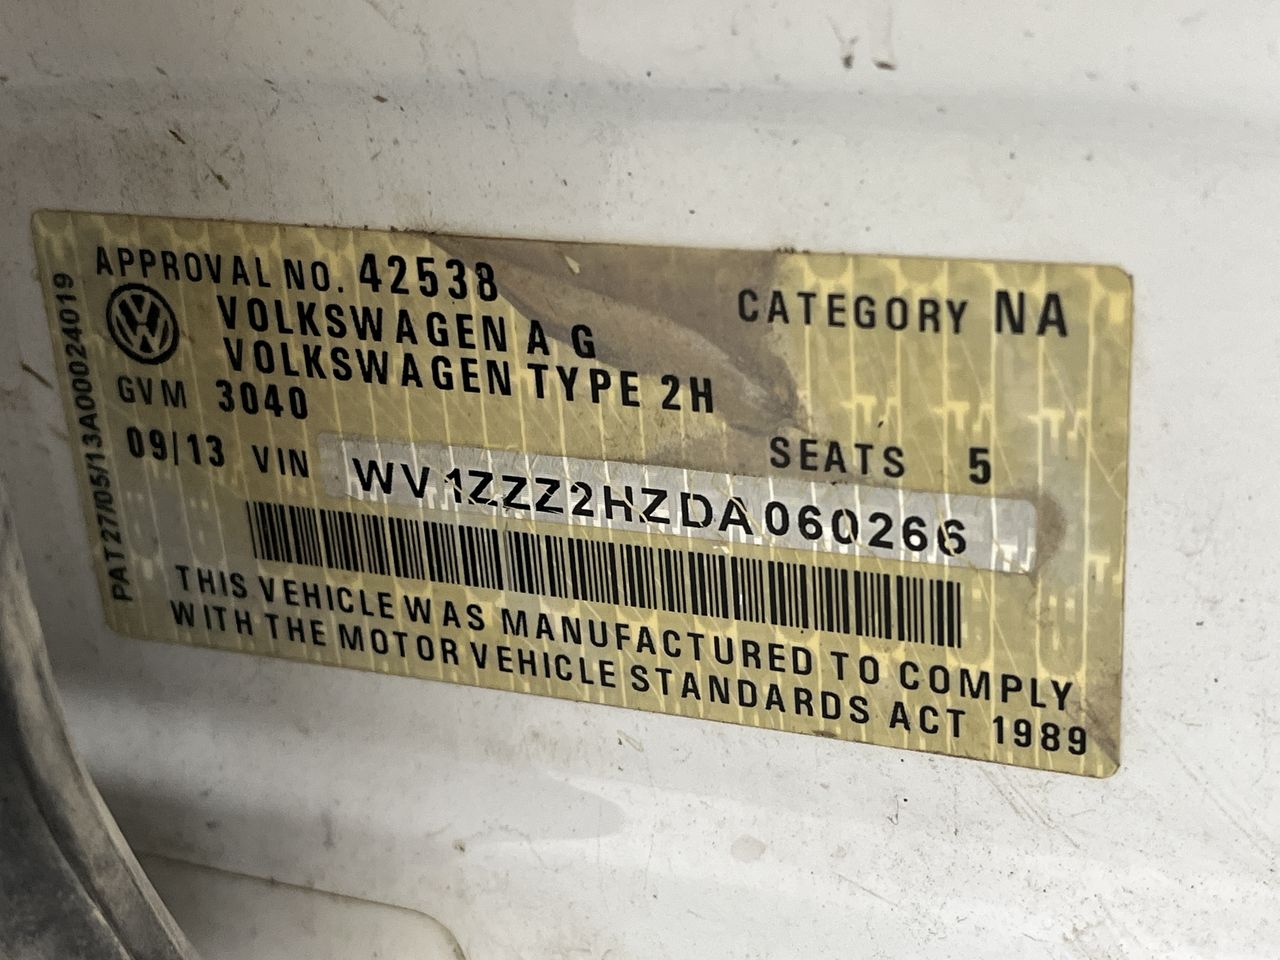 APPROVAL NO. 42538
CATEGORY NA
VOLKSWAGEN A G
VOLKSWAGEN TYPE 2H
GVM 3040
SEATS 5
09/13 VIN WV1ZZZ2HZDA060266
THIS VEHICLE WAS MANUFACTURED TO COMPLY
WITH THE MOTOR VEHICLE STANDARDS ACT 1989
PAT27/05/13A000024019